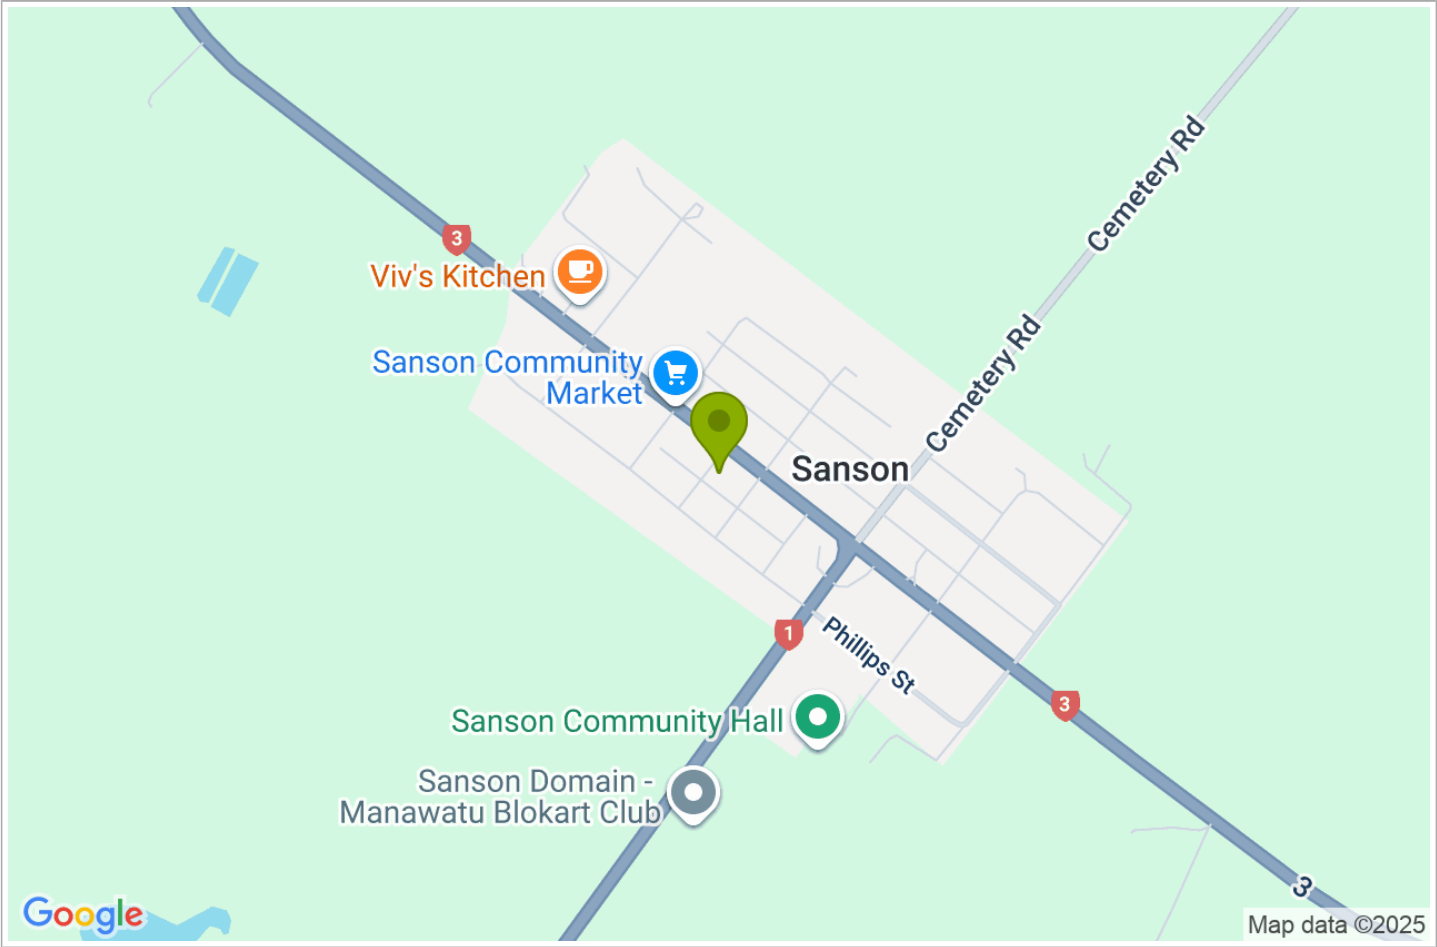 Cemetery Rd
3
Viv's Kitchen
Cemetery Rd
Sanson Community
Market
Sanson
1
Phillips St
3
Sanson Community Hall
Sanson Domain -
Manawatu Blokart Club
3
Google
Map data ©2025